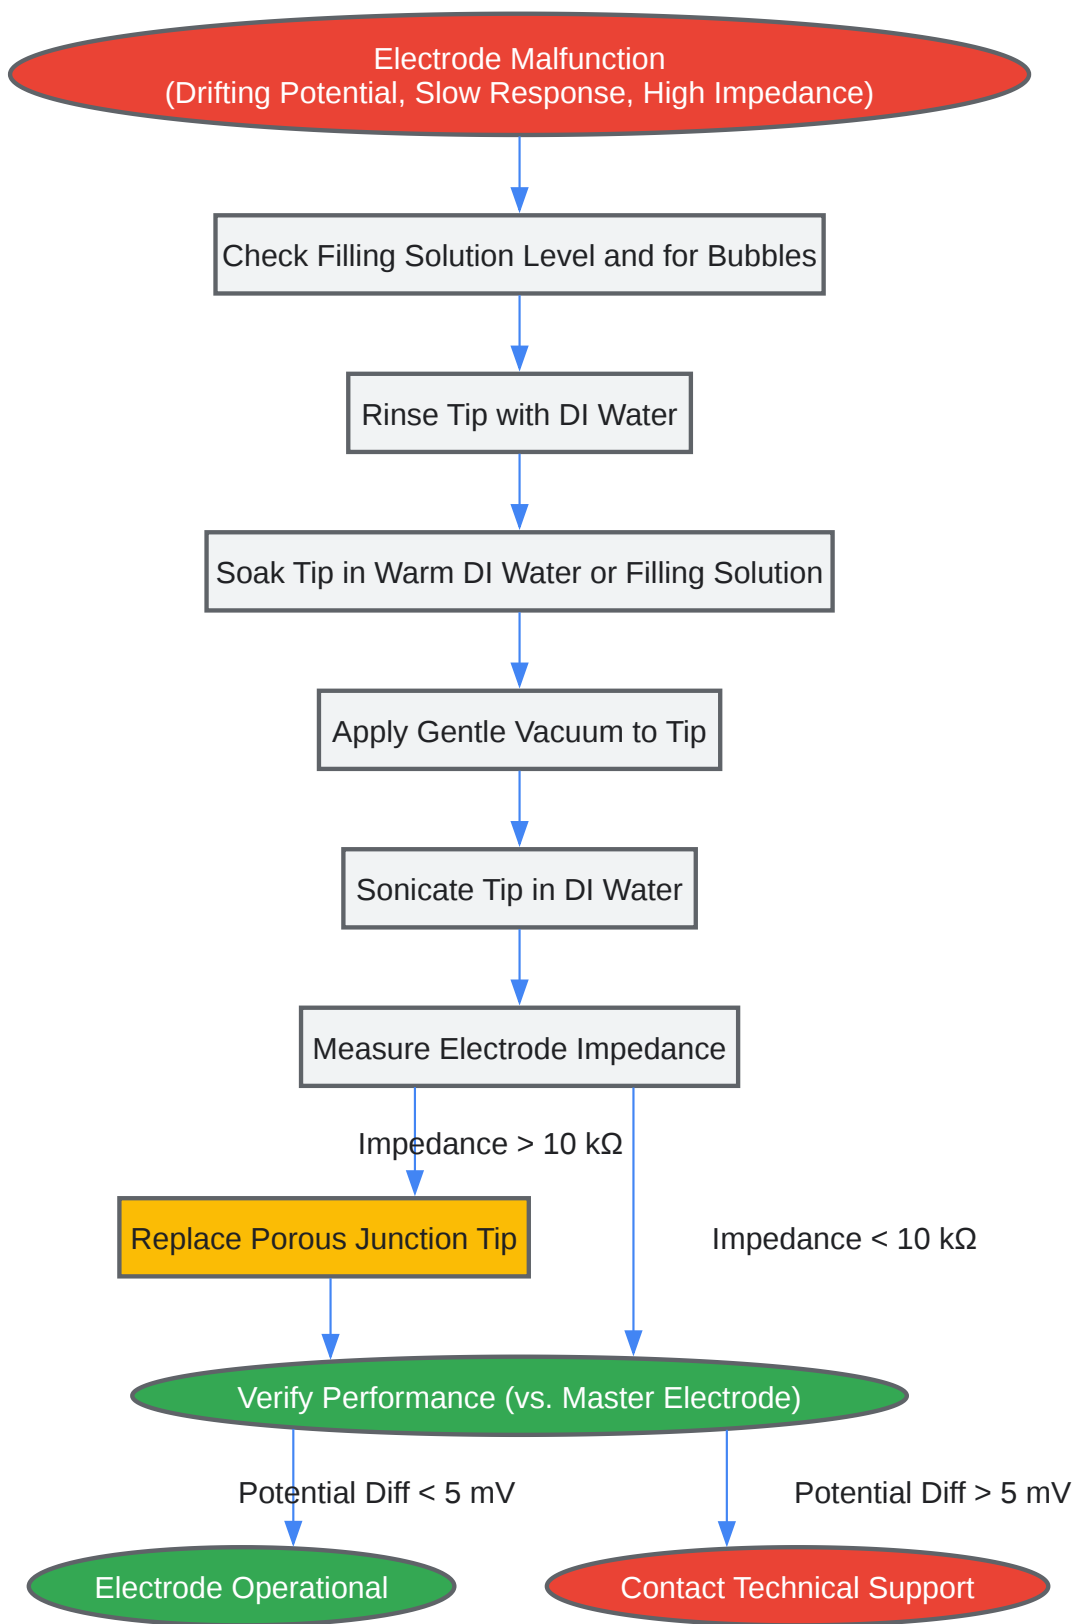 Electrode Malfunction
(Drifting Potential, Slow Response, High Impedance)
Check Filling Solution Level and for Bubbles
Rinse Tip with DI Water
Soak Tip in Warm DI Water or Filling Solution
Apply Gentle Vacuum to Tip
Sonicate Tip in DI Water
Measure Electrode Impedance
Impedance > 10 kΩ
Replace Porous Junction Tip
Impedance < 10 kΩ
Verify Performance (vs. Master Electrode)
Potential Diff < 5 mV
Potential Diff > 5 mV
Electrode Operational
Contact Technical Support